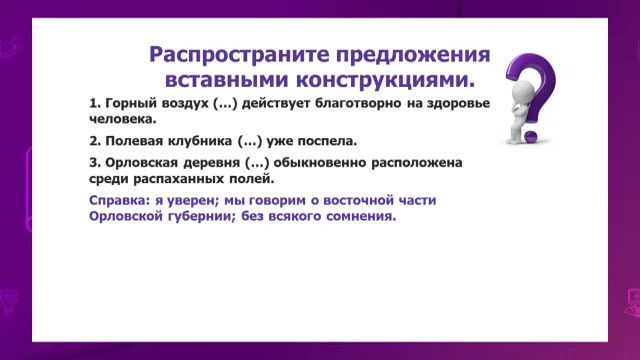 Распространите предложения
вставными конструкциями.
1. Горный воздух (...) действует благотворно на здоровье
человека.
2. Полевая клубника (...) уже поспела.
3. Орловская деревня (...) обыкновенно расположена
среди распаханных полей.
Справка: я уверен; мы говорим о восточной части
Орловской губернии; без всякого сомнения.